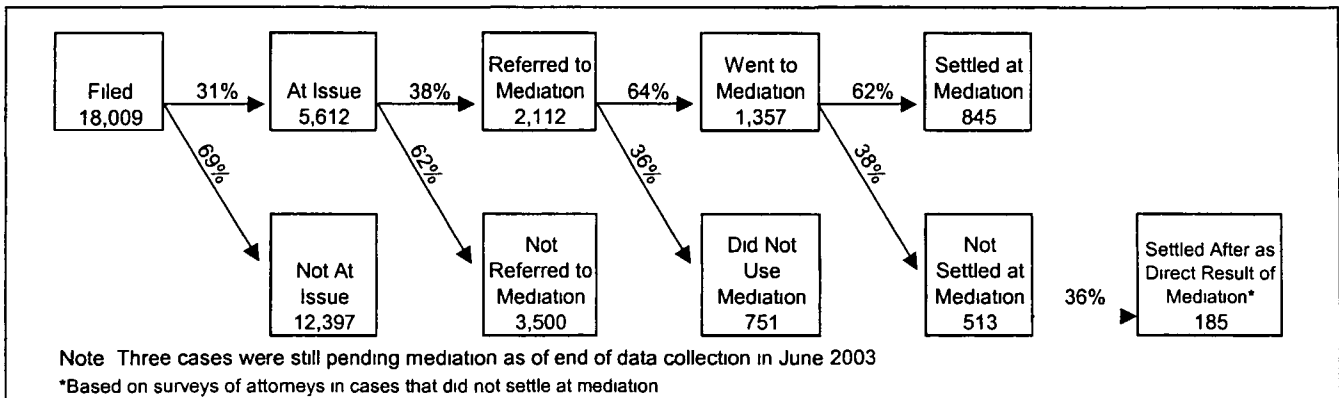 Filed
18,009
31%
At Issue
5,612
38%
Referred to
Mediation
2,112
64%
Went to
Mediation
1,357
62%
Settled at
Mediation
845
69%
62%
36%
38%
Not At
Issue
12,397
Not
Referred to
Mediation
3,500
Did Not
Use
Mediation
751
Not
Settled at
Mediation
513
36%
Settled After as
Direct Result of
Mediation*
185
Note Three cases were still pending mediation as of end of data collection in June 2003
*Based on surveys of attorneys in cases that did not settle at mediation